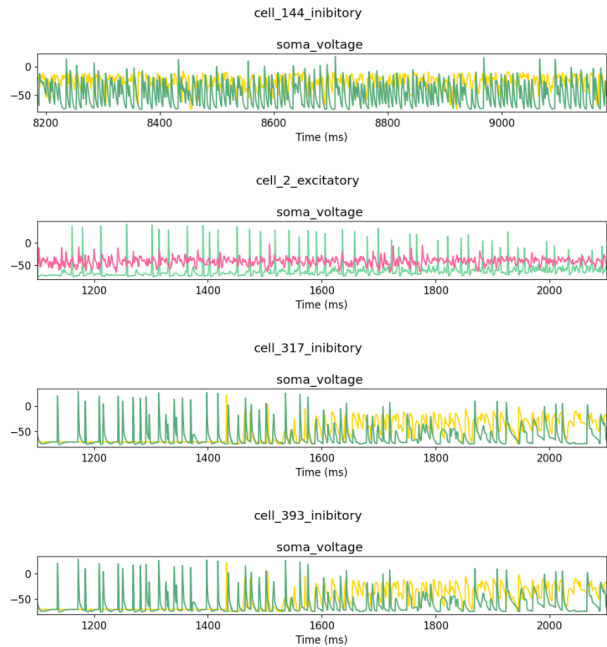 cell_144_inibitory
soma_voltage
0
−50
8200 8400 8600 8800 9000
Time (ms)
cell_2_excitatory
soma_voltage
0
−50
1200 1400 1600 1800 2000
Time (ms)
cell_317_inibitory
soma_voltage
0
−50
1200 1400 1600 1800 2000
Time (ms)
cell_393_inibitory
soma_voltage
0
−50
1200 1400 1600 1800 2000
Time (ms)